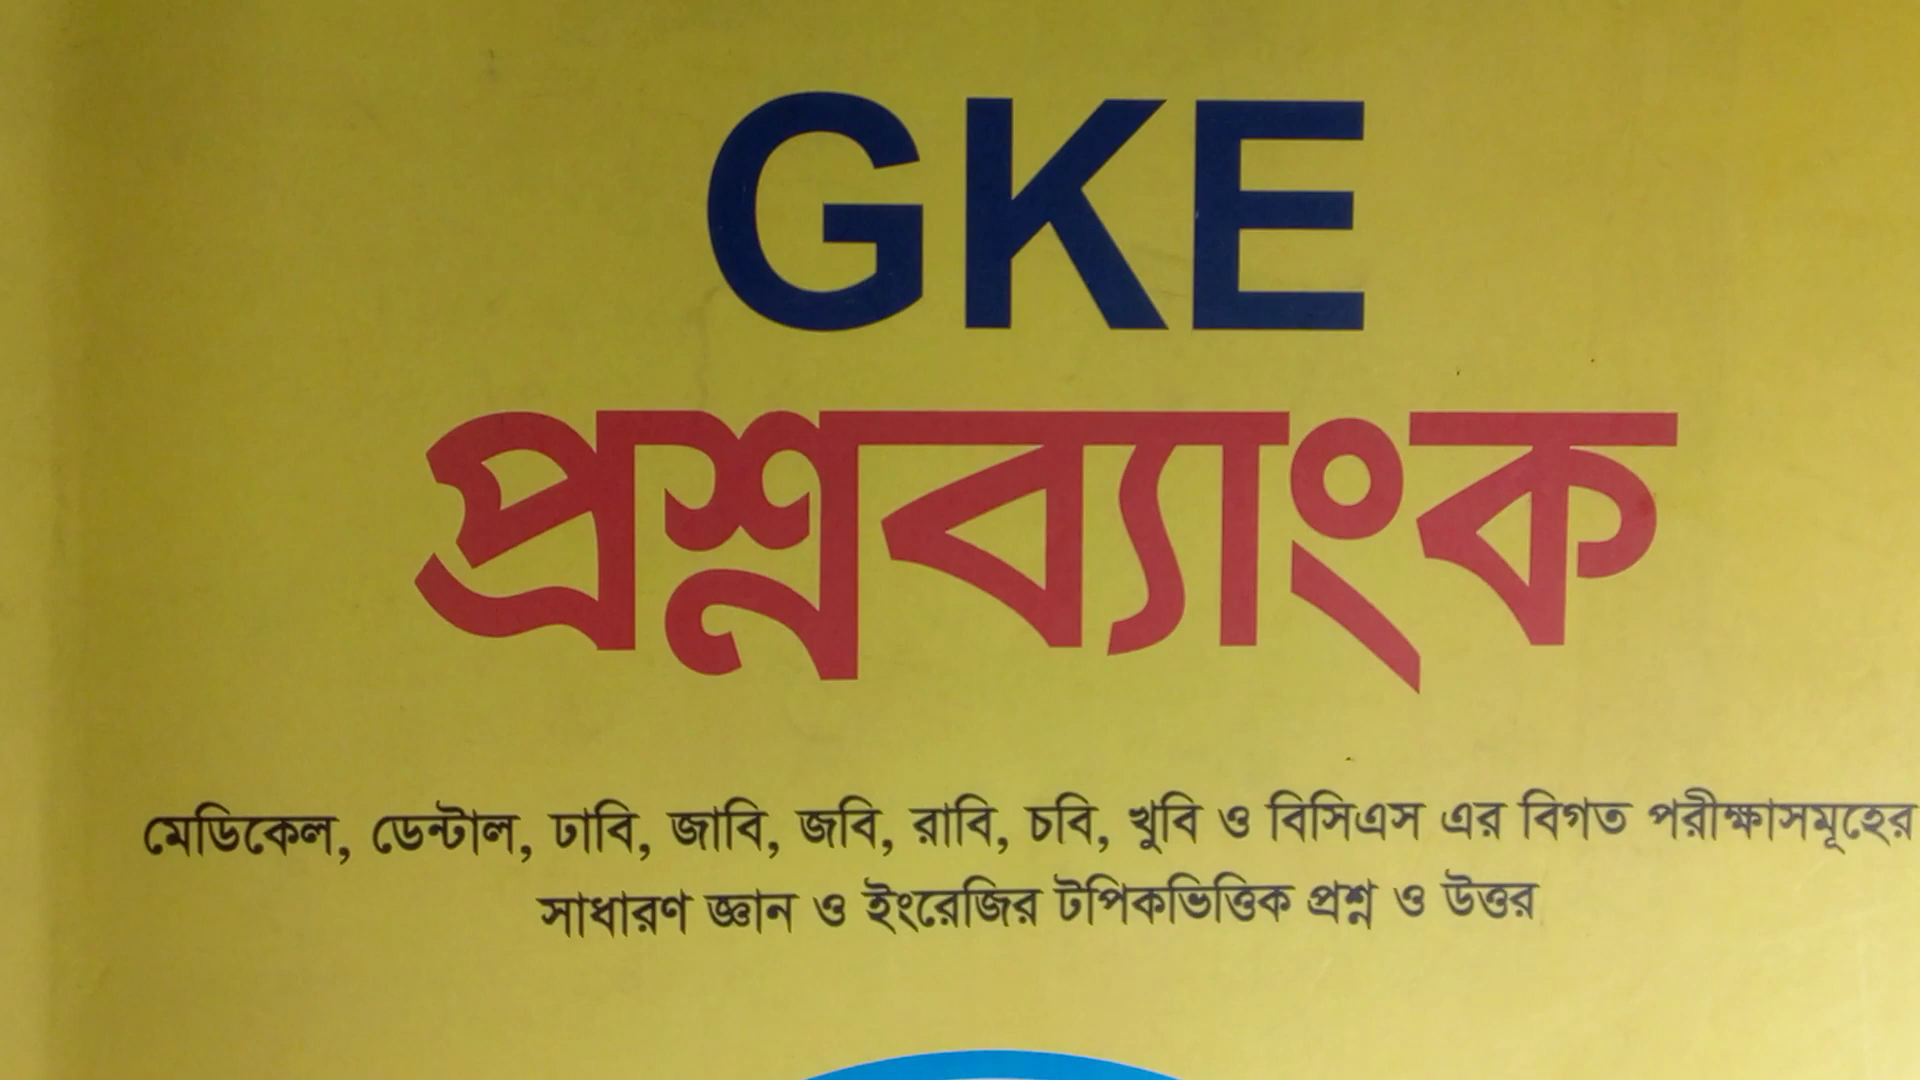 GKE
প্রশ্নব্যাংক
মেডিকেল, ডেন্টাল, ঢাবি, জাবি, জবি, রাবি, চবি, খুবি ও বিসিএস এর বিগত পরীক্ষাসমূহের
সাধারণ জ্ঞান ও ইংরেজির টপিকভিত্তিক প্রশ্ন ও উত্তর